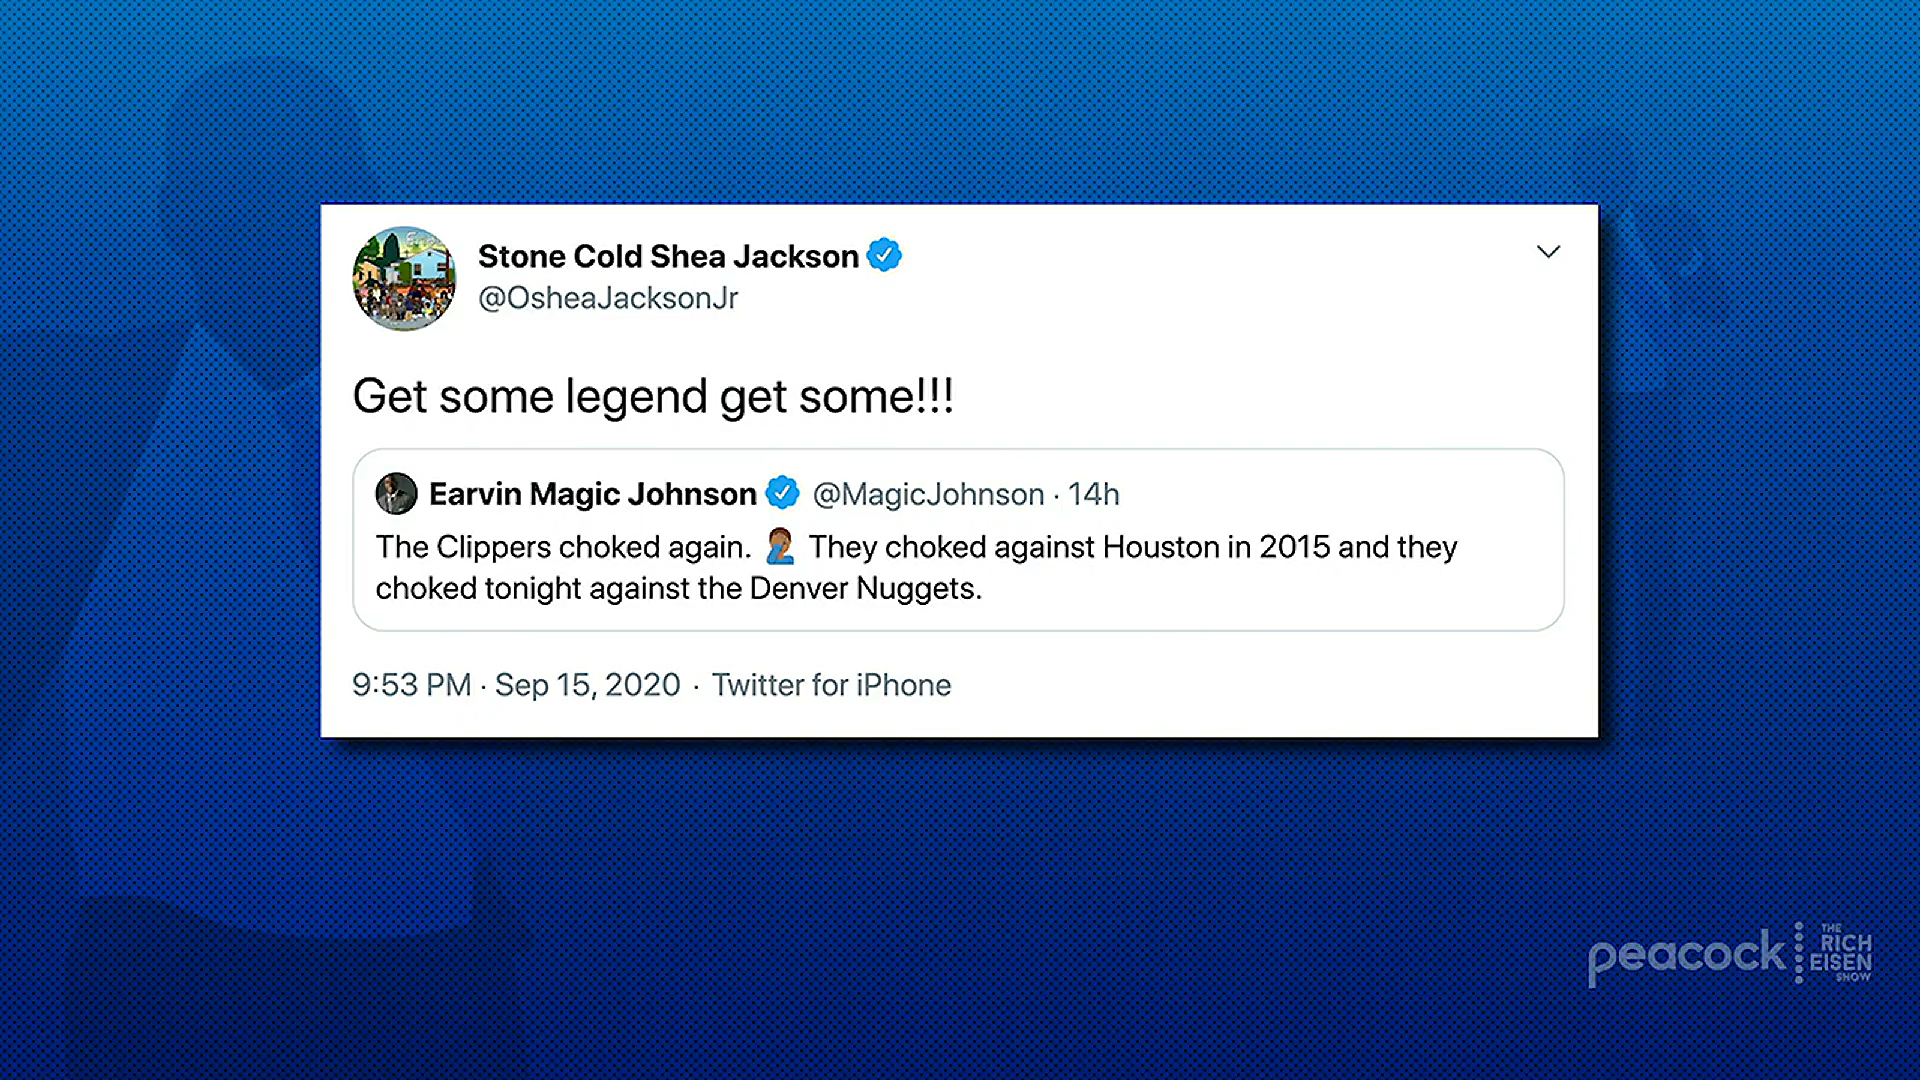 Stone Cold Shea Jackson
@OsheaJacksonJr
Get some legend get some!!!
Earvin Magic Johnson @MagicJohnson · 14h
The Clippers choked again. 🤦🏾‍♂️ They choked against Houston in 2015 and they
choked tonight against the Denver Nuggets.
9:53 PM · Sep 15, 2020 · Twitter for iPhone
peacock
THE
RICH
EISEN
SHOW